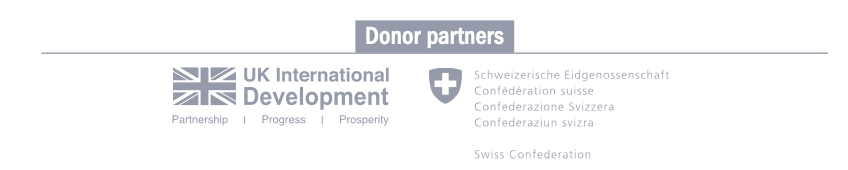 Donor partners
UK International
Development
Partnership | Progress | Prosperity
Schweizerische Eidgenossenschaft
Confédération suisse
Confederazione Svizzera
Confederaziun svizra
Swiss Confederation